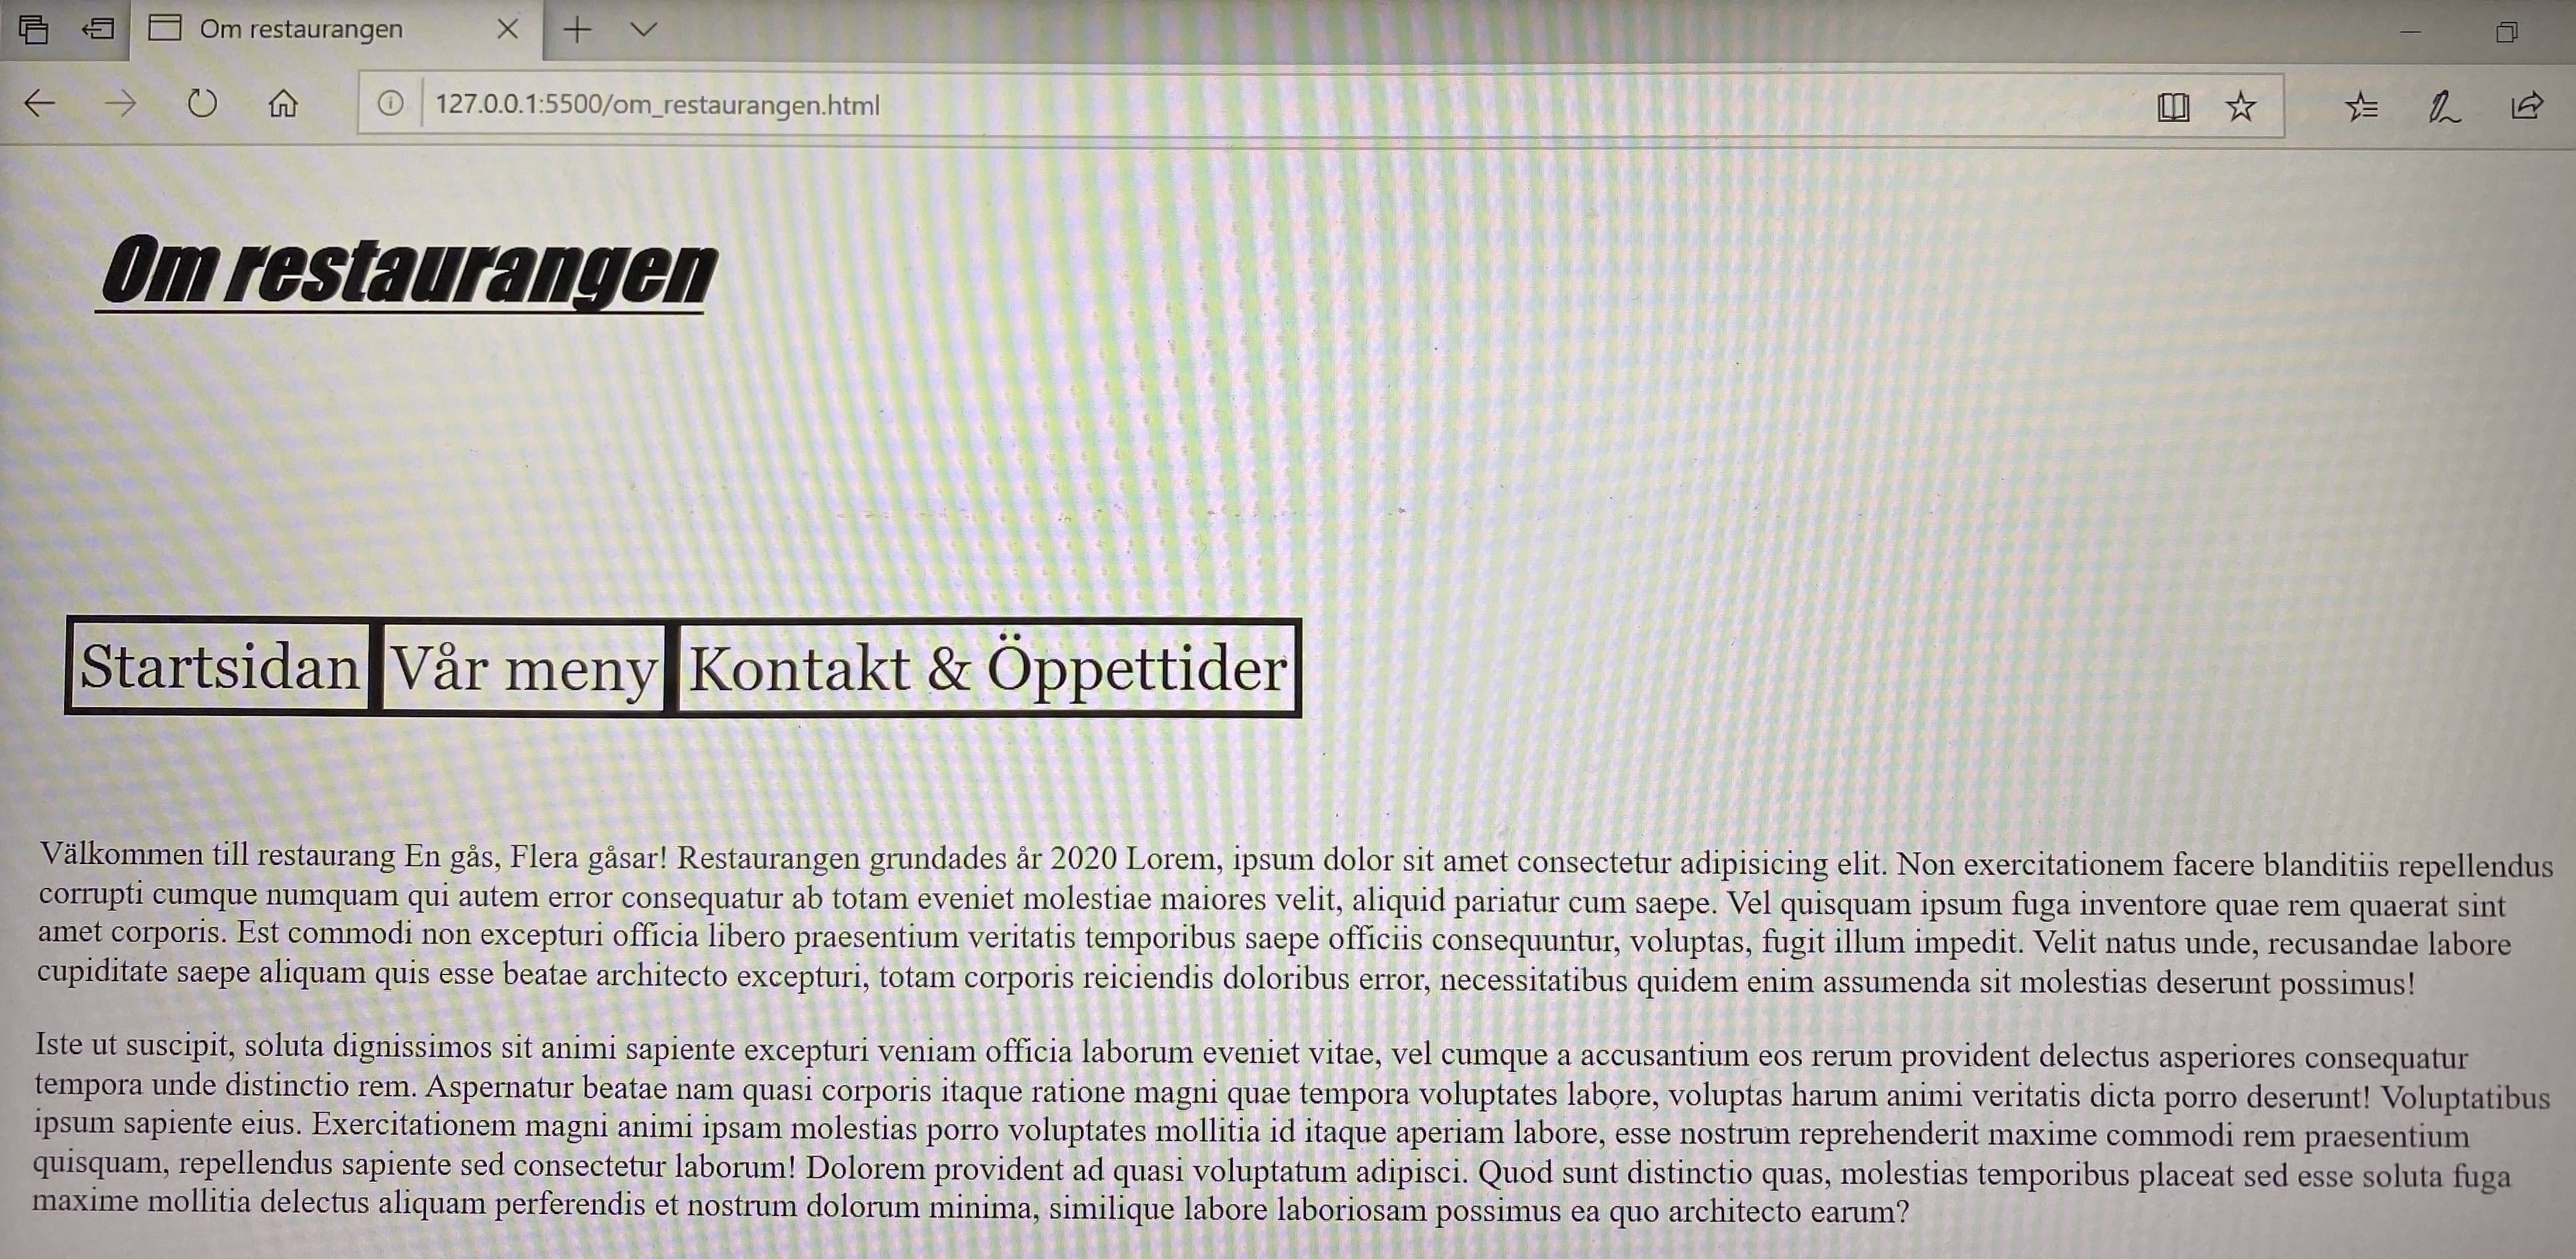 Om restaurangen
127.0.0.1:5500/om_restaurangen.html
Om restaurangen
Startsidan Vår meny Kontakt & Öppettider
Välkommen till restaurang En gås, Flera gåsar! Restaurangen grundades år 2020 Lorem, ipsum dolor sit amet consectetur adipisicing elit. Non exercitationem facere blanditiis repellendus
corrupti cumque numquam qui autem error consequatur ab totam eveniet molestiae maiores velit, aliquid pariatur cum saepe. Vel quisquam ipsum fuga inventore quae rem quaerat sint
amet corporis. Est commodi non excepturi officia libero praesentium veritatis temporibus saepe officiis consequuntur, voluptas, fugit illum impedit. Velit natus unde, recusandae labore
cupiditate saepe aliquam quis esse beatae architecto excepturi, totam corporis reiciendis doloribus error, necessitatibus quidem enim assumenda sit molestias deserunt possimus!
Iste ut suscipit, soluta dignissimos sit animi sapiente excepturi veniam officia laborum eveniet vitae, vel cumque a accusantium eos rerum provident delectus asperiores consequatur
tempora unde distinctio rem. Aspernatur beatae nam quasi corporis itaque ratione magni quae tempora voluptates labore, voluptas harum animi veritatis dicta porro deserunt! Voluptatibus
ipsum sapiente eius. Exercitationem magni animi ipsam molestias porro voluptates mollitia id itaque aperiam labore, esse nostrum reprehenderit maxime commodi rem praesentium
quisquam, repellendus sapiente sed consectetur laborum! Dolorem provident ad quasi voluptatum adipisci. Quod sunt distinctio quas, molestias temporibus placeat sed esse soluta fuga
maxime mollitia delectus aliquam perferendis et nostrum dolorum minima, similique labore laboriosam possimus ea quo architecto earum?